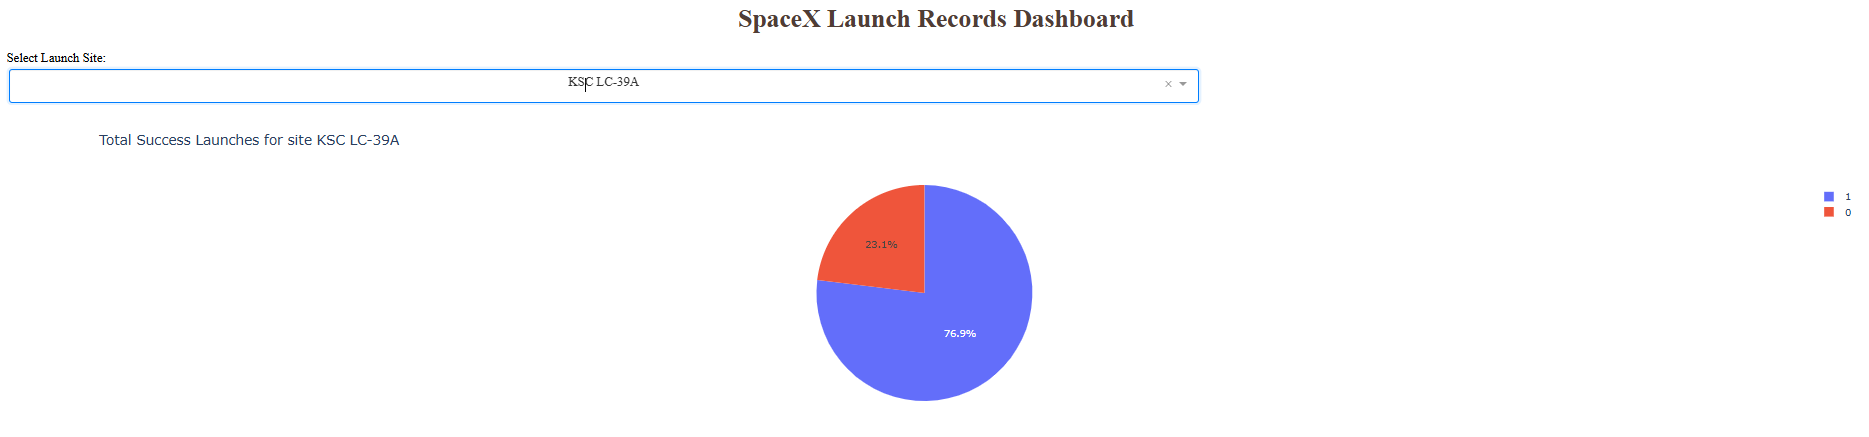 SpaceX Launch Records Dashboard
Select Launch Site:
KSC LC-39A
Total Success Launches for site KSC LC-39A
1
0
23.1%
76.9%